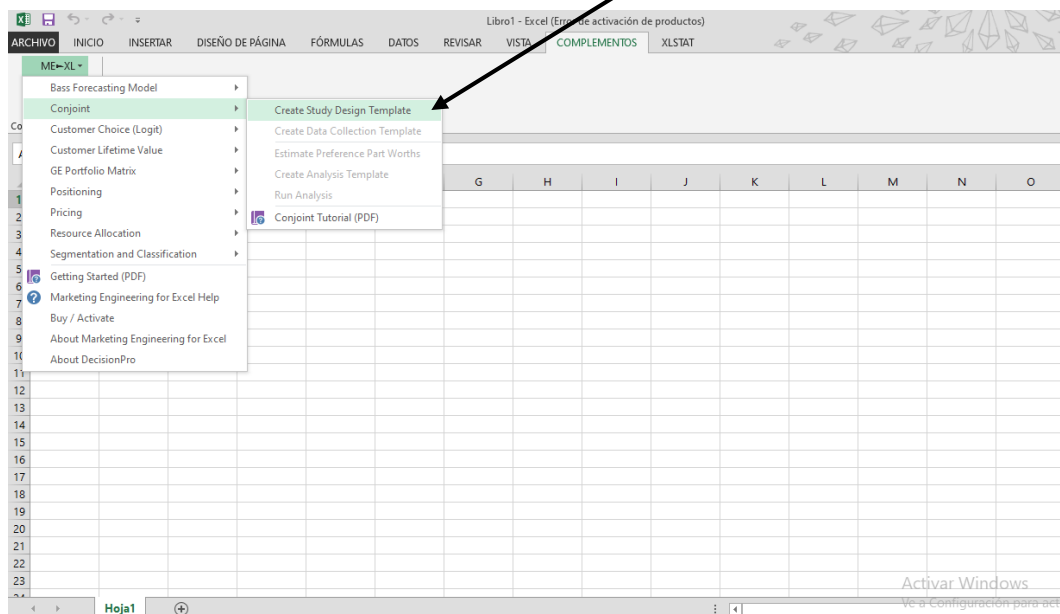 Libro1 - Excel (Error de activación de productos)
ARCHIVO INICIO INSERTAR DISEÑO DE PÁGINA FÓRMULAS DATOS REVISAR VISTA COMPLEMENTOS XLSTAT
ME►XL
Bass Forecasting Model
Conjoint
Customer Choice (Logit)
Customer Lifetime Value
GE Portfolio Matrix
Positioning
Pricing
Resource Allocation
Segmentation and Classification
Getting Started (PDF)
Marketing Engineering for Excel Help
Buy / Activate
About Marketing Engineering for Excel
About DecisionPro
Create Study Design Template
Create Data Collection Template
Estimate Preference Part Worths
Create Analysis Template
Run Analysis
Conjoint Tutorial (PDF)
Co
G H I J K L M N O
1
2
3
4
5
6
7
8
9
10
11
12
13
14
15
16
17
18
19
20
21
22
23
Activar Windows
Ve a Configuración para act
Hoja1